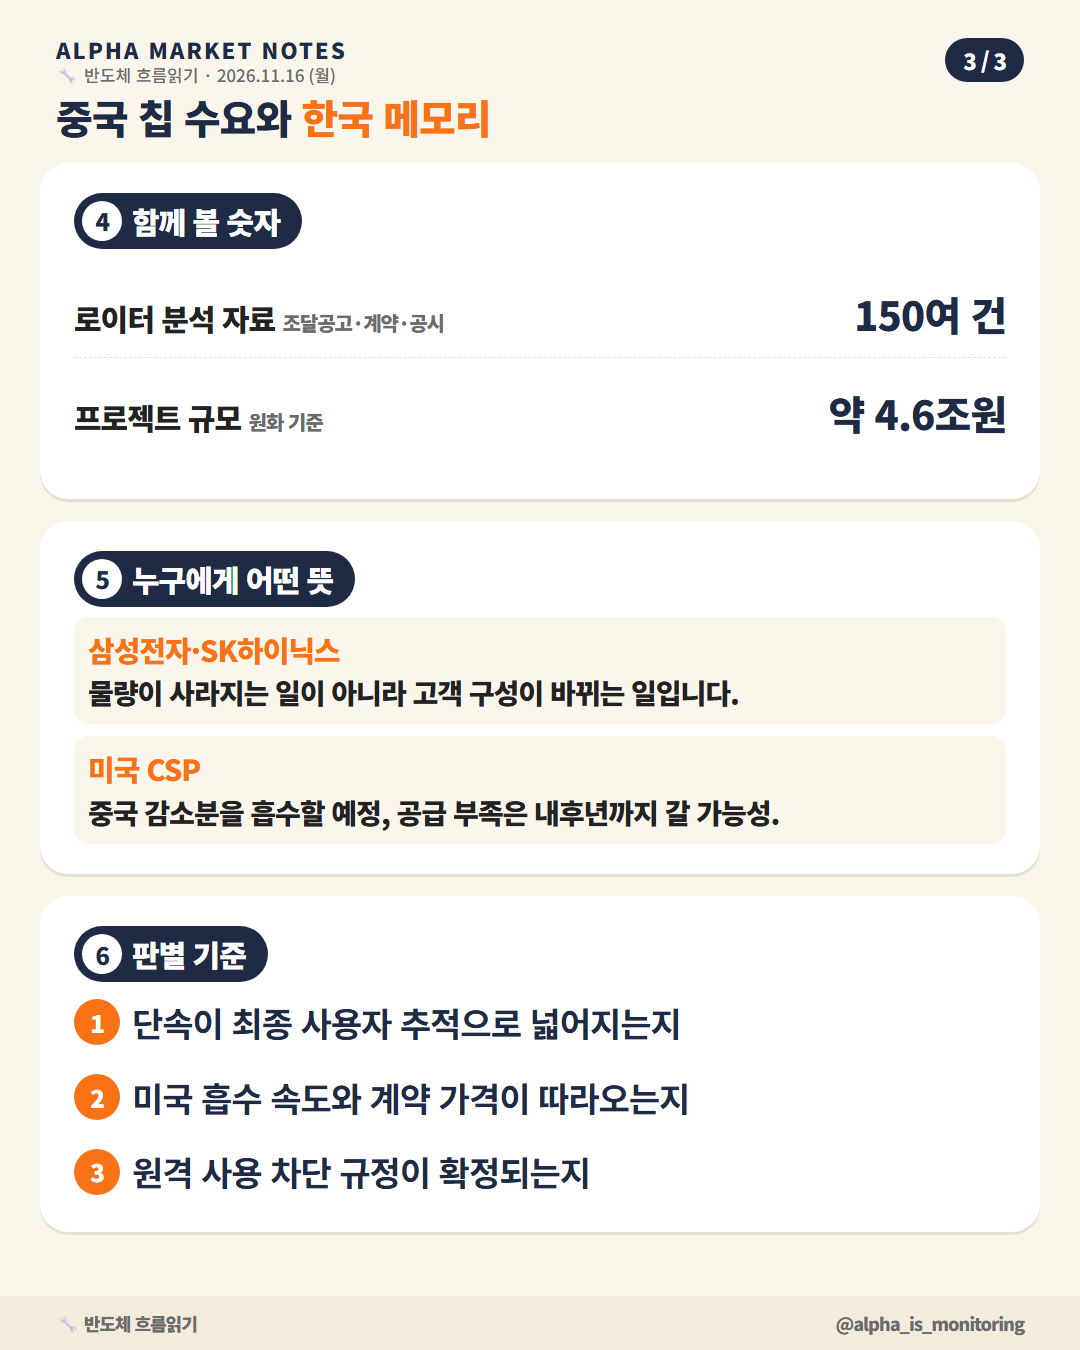 ALPHA MARKET NOTES
반도체 흐름읽기 · 2026.11.16 (월)
3 / 3
중국 칩 수요와 한국 메모리
4 함께 볼 숫자
로이터 분석 자료 조달공고·계약·공시 150여 건
프로젝트 규모 원화 기준 약 4.6조원
5 누구에게 어떤 뜻
삼성전자·SK하이닉스
물량이 사라지는 일이 아니라 고객 구성이 바뀌는 일입니다.
미국 CSP
중국 감소분을 흡수할 예정, 공급 부족은 내후년까지 갈 가능성.
6 판별 기준
1 단속이 최종 사용자 추적으로 넓어지는지
2 미국 흡수 속도와 계약 가격이 따라오는지
3 원격 사용 차단 규정이 확정되는지
반도체 흐름읽기
@alpha_is_monitoring